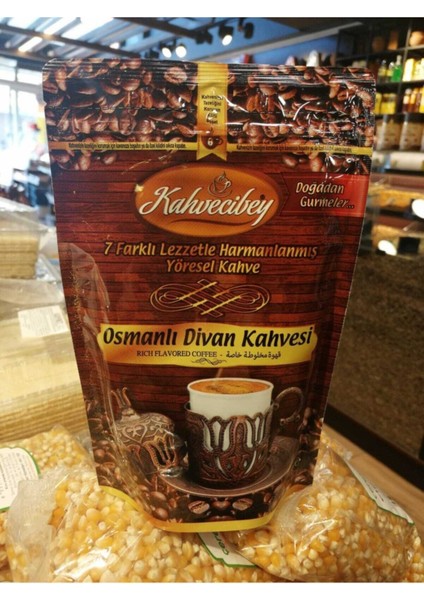 Kahvecibey
Doğadan
Gurmeler...
7 Farklı Lezzetle Harmanlanmış
Yöresel Kahve
Osmanlı Divan Kahvesi
RICH FLAVORED COFFEE - قهوة مخلوطة خاصة